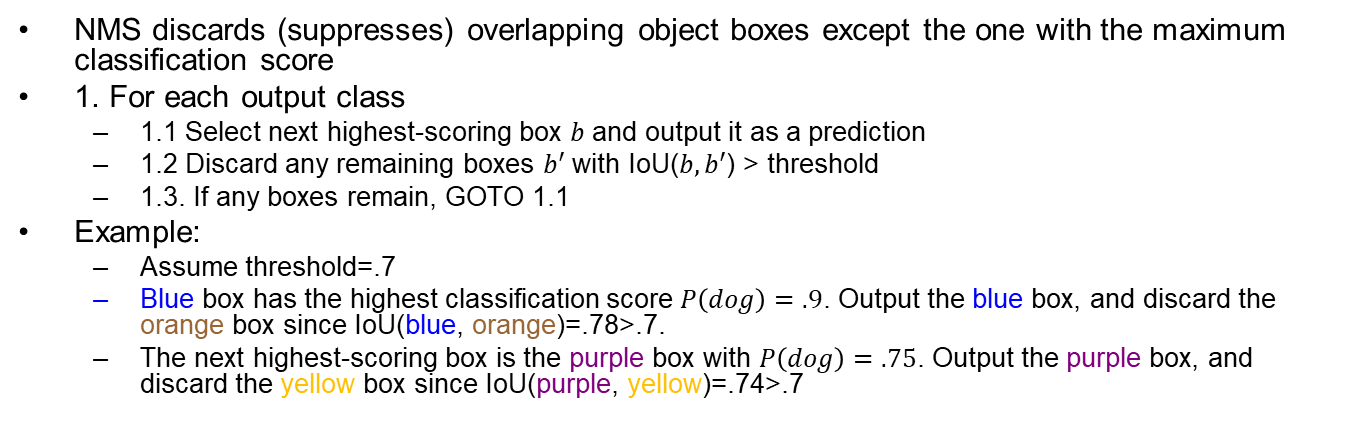 • NMS discards (suppresses) overlapping object boxes except the one with the maximum
classification score
• 1. For each output class
– 1.1 Select next highest-scoring box b and output it as a prediction
– 1.2 Discard any remaining boxes b′ with IoU(b, b′) > threshold
– 1.3. If any boxes remain, GOTO 1.1
• Example:
– Assume threshold=.7
– Blue box has the highest classification score P(dog) = .9. Output the blue box, and discard the
orange box since IoU(blue, orange)=.78>.7.
– The next highest-scoring box is the purple box with P(dog) = .75. Output the purple box, and
discard the yellow box since IoU(purple, yellow)=.74>.7